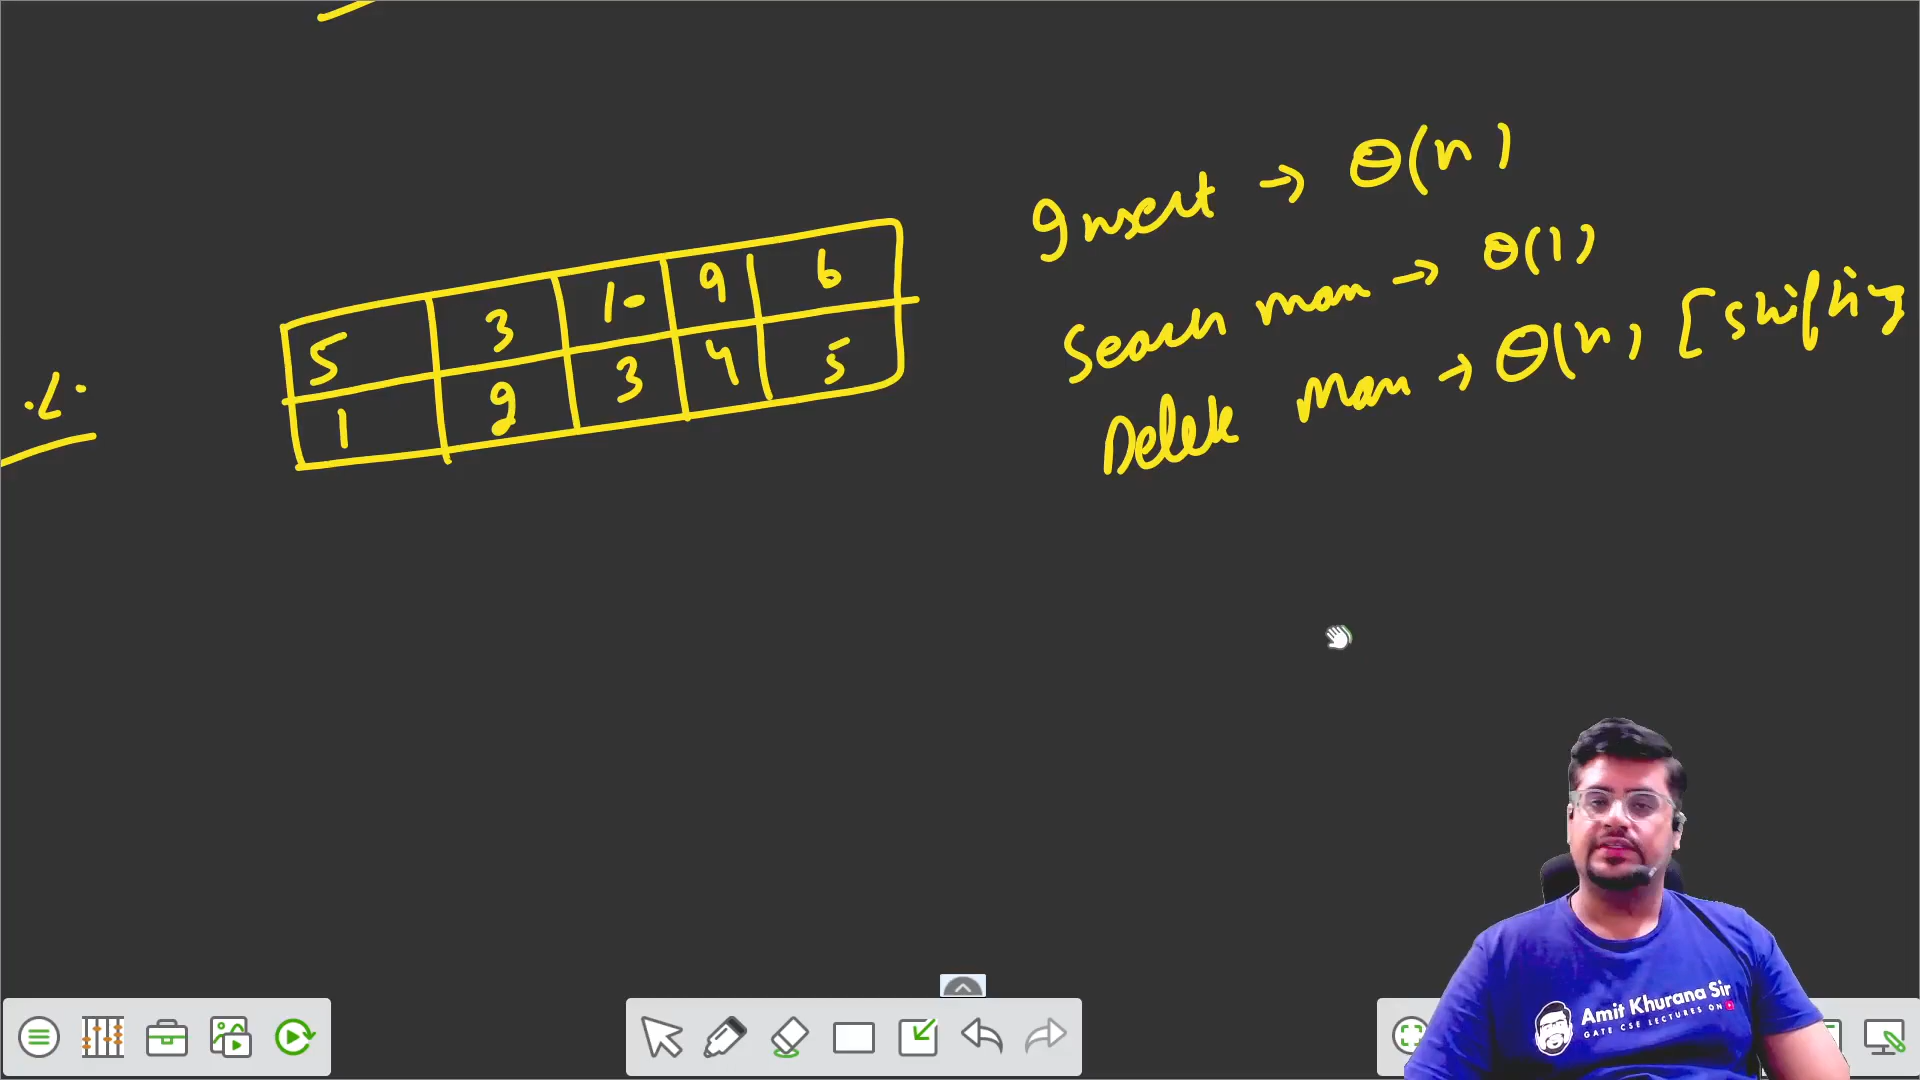 Insert → Θ(n)
Search max → Θ(1)
Delete max → Θ(n) [shifting
5 3 10 9 6
1 2 3 4 5
Amit Khurana Sir
GATE CSE LECTURES ON